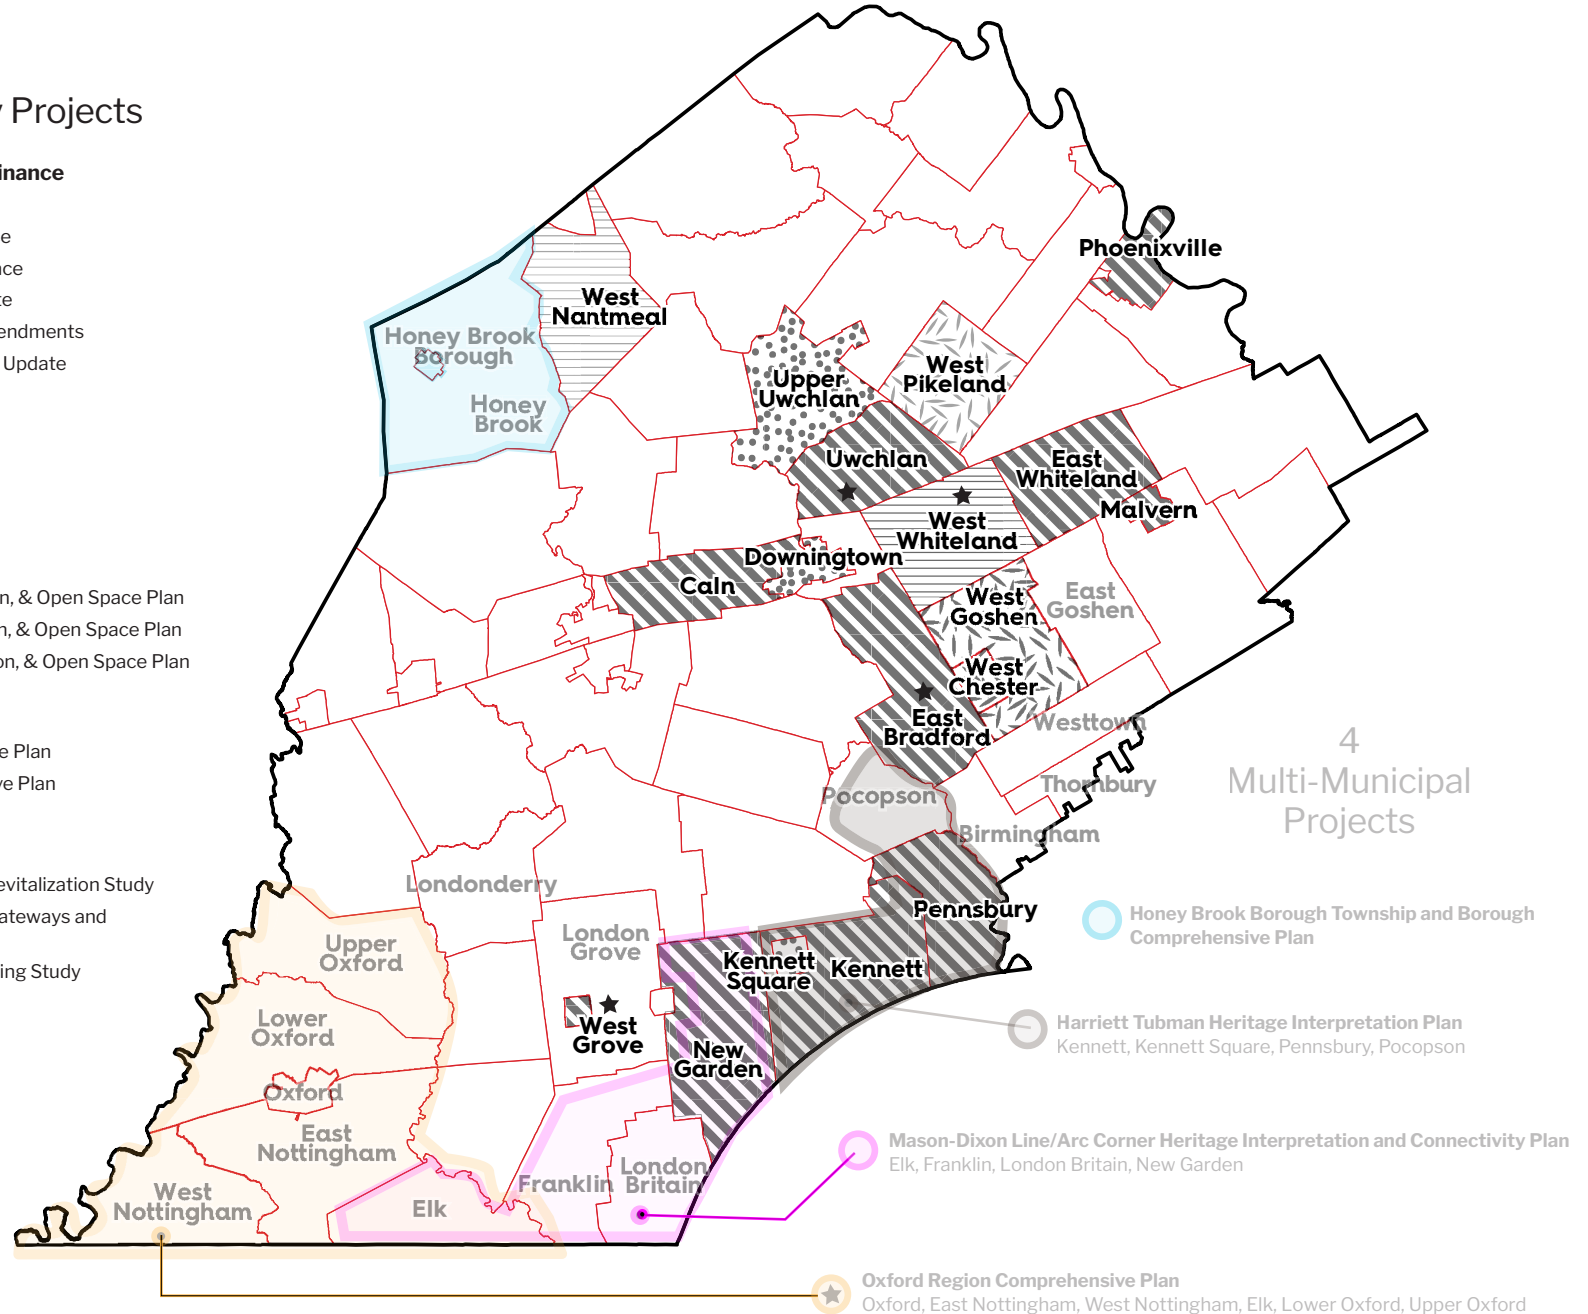 Projects
inance
e
ce
te
endments
Update
n, & Open Space Plan
n, & Open Space Plan
on, & Open Space Plan
e Plan
ve Plan
evitalization Study
ateways and
ing Study
Phoenixville
West
Nantmeal
Honey Brook
Borough
Honey
Brook
Upper
Uwchlan
West
Pikeland
Uwchlan
East
Whiteland
Malvern
West
Whiteland
Downingtown
Caln
West
Goshen
East
Goshen
West
Chester
East
Bradford
Westtown
Thornbury
Pocopson
Birmingham
4
Multi-Municipal
Projects
Londonderry
Pennsbury
Honey Brook Borough Township and Borough
Comprehensive Plan
Upper
Oxford
London
Grove
Kennett
Square
Kennett
Lower
Oxford
West
Grove
New
Garden
Harriett Tubman Heritage Interpretation Plan
Kennett, Kennett Square, Pennsbury, Pocopson
Oxford
East
Nottingham
West
Nottingham
Elk
Franklin
London
Britain
Mason-Dixon Line/Arc Corner Heritage Interpretation and Connectivity Plan
Elk, Franklin, London Britain, New Garden
Oxford Region Comprehensive Plan
Oxford, East Nottingham, West Nottingham, Elk, Lower Oxford, Upper Oxford